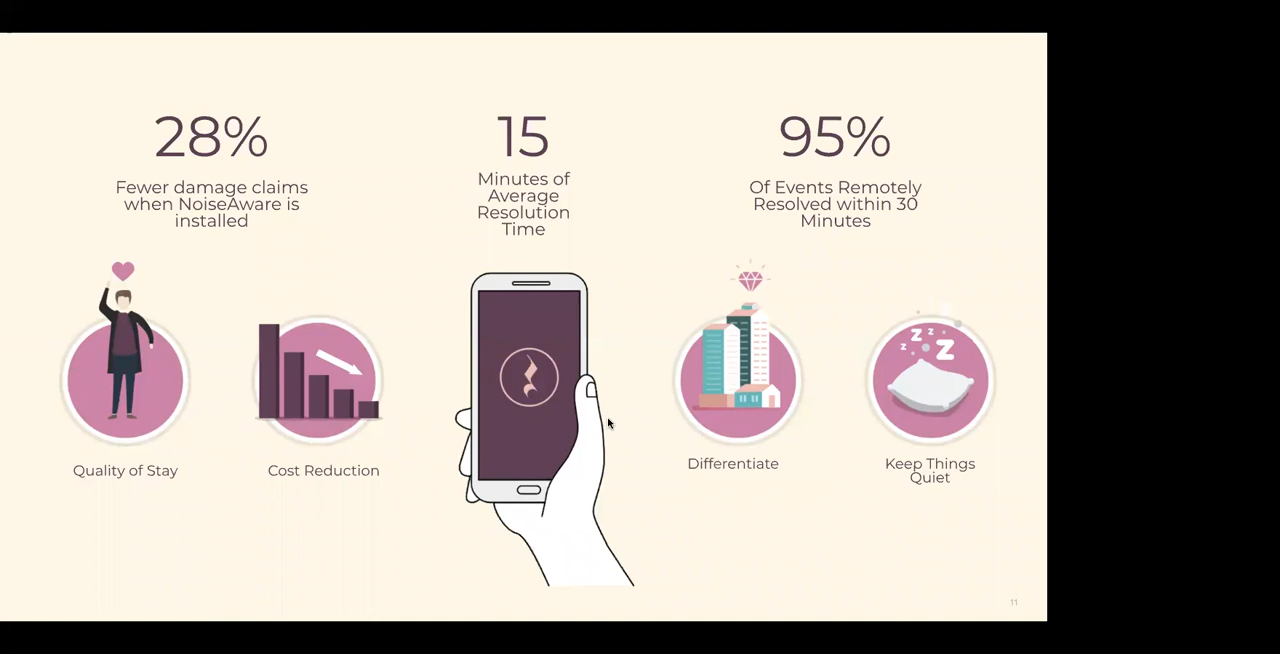 28%
Fewer damage claims
when NoiseAware is
installed
15
Minutes of
Average
Resolution
Time
95%
Of Events Remotely
Resolved within 30
Minutes
z z
z z
Quality of Stay
Cost Reduction
Differentiate
Keep Things
Quiet
11